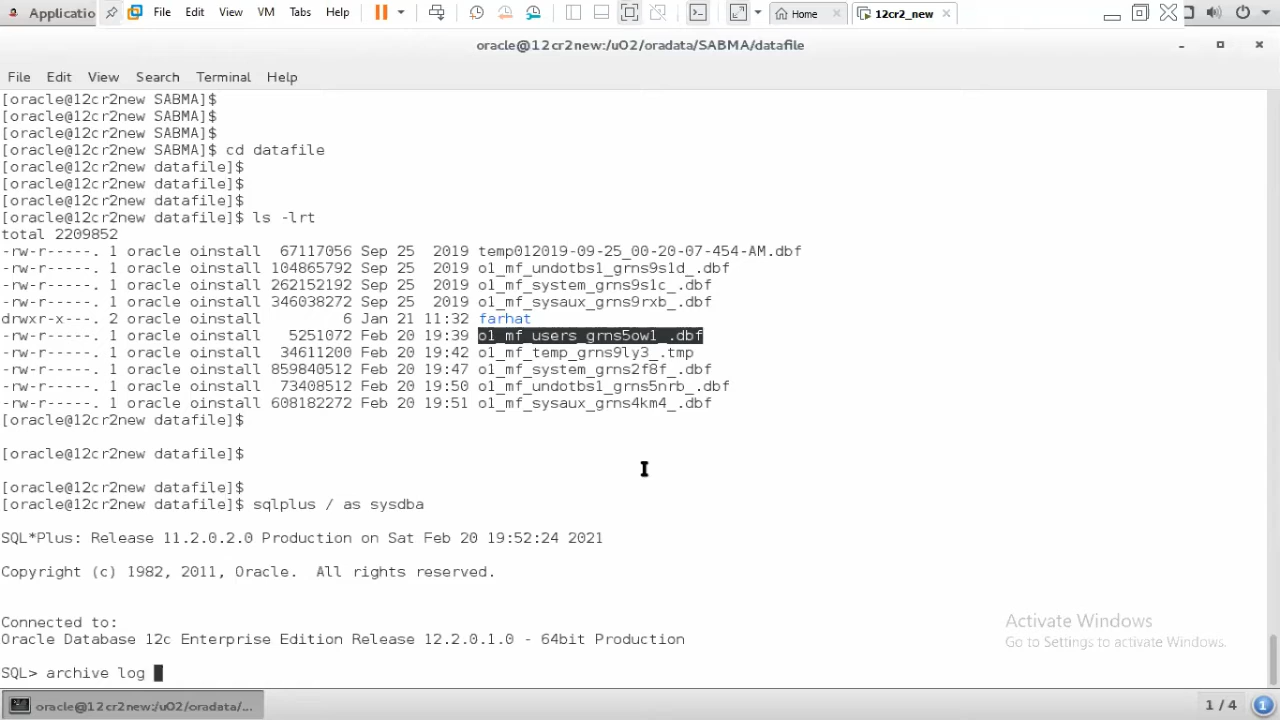 Applicatio File Edit View VM Tabs Help Home 12cr2_new
oracle@12cr2new:/u02/oradata/SABMA/datafile
File Edit View Search Terminal Help
[oracle@12cr2new SABMA]$
[oracle@12cr2new SABMA]$
[oracle@12cr2new SABMA]$
[oracle@12cr2new SABMA]$ cd datafile
[oracle@12cr2new datafile]$
[oracle@12cr2new datafile]$
[oracle@12cr2new datafile]$
[oracle@12cr2new datafile]$ ls -lrt
total 2209852
-rw-r-----. 1 oracle oinstall  67117056 Sep 25  2019 temp012019-09-25_00-20-07-454-AM.dbf
-rw-r-----. 1 oracle oinstall 104865792 Sep 25  2019 o1_mf_undotbs1_grns9s1d_.dbf
-rw-r-----. 1 oracle oinstall 262152192 Sep 25  2019 o1_mf_system_grns9s1c_.dbf
-rw-r-----. 1 oracle oinstall 346038272 Sep 25  2019 o1_mf_sysaux_grns9rxb_.dbf
drwxr-x---. 2 oracle oinstall         6 Jan 21 11:32 farhat
-rw-r-----. 1 oracle oinstall   5251072 Feb 20 19:39 o1_mf_users_grns5ow1_.dbf
-rw-r-----. 1 oracle oinstall  34611200 Feb 20 19:42 o1_mf_temp_grns9ly3_.tmp
-rw-r-----. 1 oracle oinstall 859840512 Feb 20 19:47 o1_mf_system_grns2f8f_.dbf
-rw-r-----. 1 oracle oinstall  73408512 Feb 20 19:50 o1_mf_undotbs1_grns5nrb_.dbf
-rw-r-----. 1 oracle oinstall 608182272 Feb 20 19:51 o1_mf_sysaux_grns4km4_.dbf
[oracle@12cr2new datafile]$
[oracle@12cr2new datafile]$
[oracle@12cr2new datafile]$
[oracle@12cr2new datafile]$ sqlplus / as sysdba
SQL*Plus: Release 11.2.0.2.0 Production on Sat Feb 20 19:52:24 2021
Copyright (c) 1982, 2011, Oracle.  All rights reserved.
Connected to:
Oracle Database 12c Enterprise Edition Release 12.2.0.1.0 - 64bit Production
Activate Windows
Go to Settings to activate Windows.
SQL> archive log
oracle@12cr2new:/u02/oradata/... 1 / 4 1